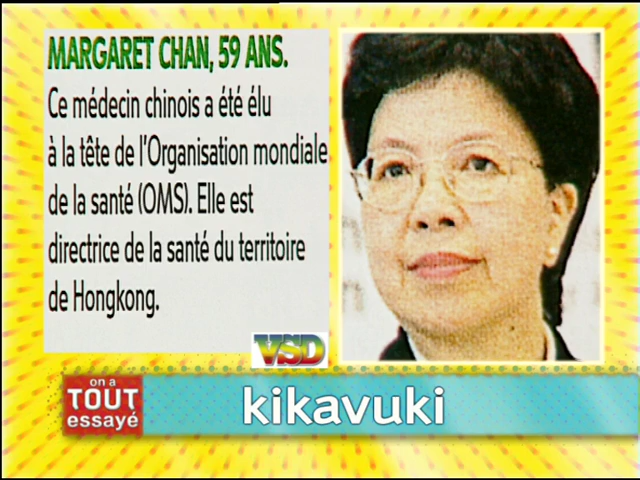 MARGARET CHAN, 59 ANS.
Ce médecin chinois a été élu
à la tête de l'Organisation mondiale
de la santé (OMS). Elle est
directrice de la santé du territoire
de Hongkong.
VSD
on a
TOUT
essayé
kikavuki